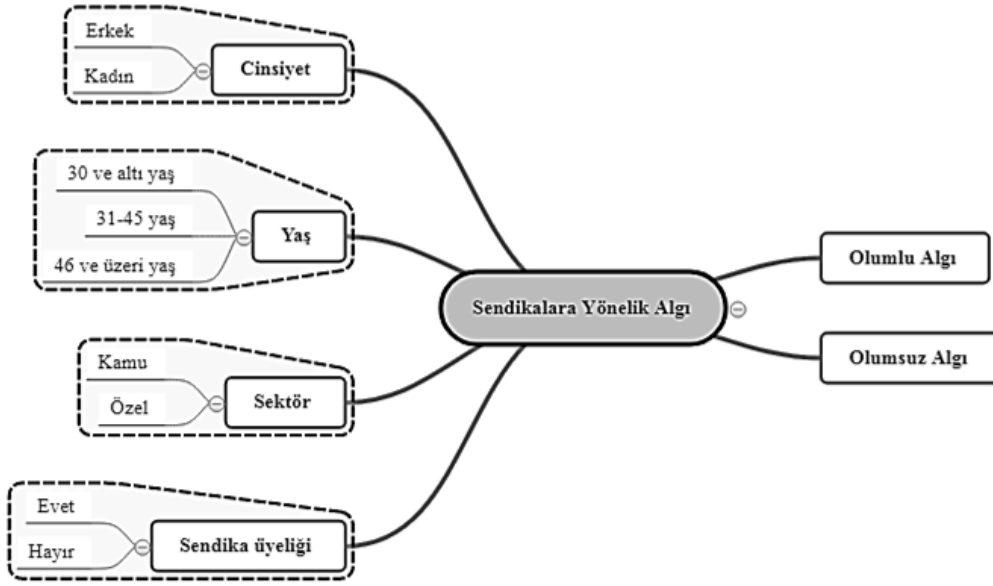 Erkek
Kadın
Cinsiyet
30 ve altı yaş
31-45 yaş
46 ve üzeri yaş
Yaş
Kamu
Özel
Sektör
Evet
Hayır
Sendika üyeliği
Sendikalara Yönelik Algı
Olumlu Algı
Olumsuz Algı